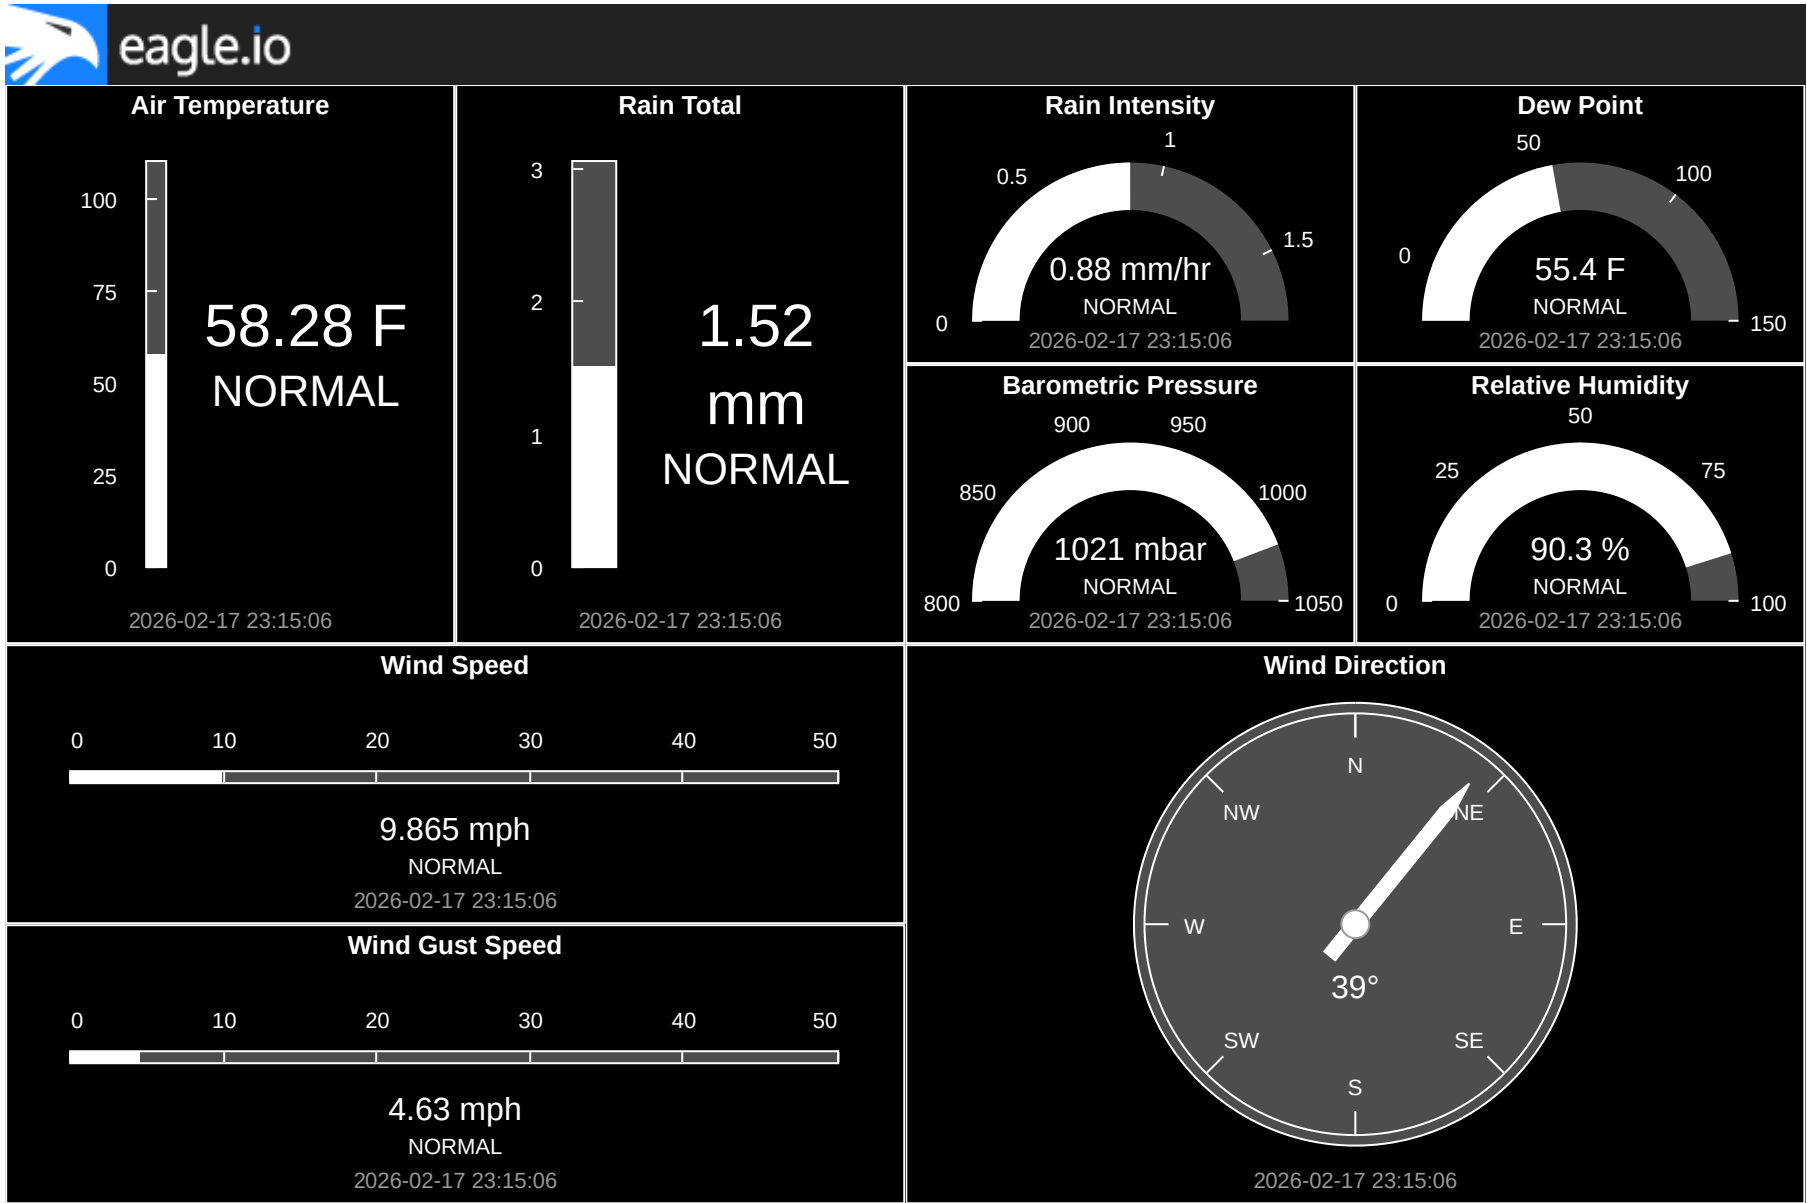 eagle.io
Air Temperature
100
75
50
25
0
58.28 F
NORMAL
2026-02-17 23:15:06
Rain Total
3
2
1
0
1.52
mm
NORMAL
2026-02-17 23:15:06
Rain Intensity
0
0.5
1
1.5
0.88 mm/hr
NORMAL
2026-02-17 23:15:06
Dew Point
0
50
100
150
55.4 F
NORMAL
2026-02-17 23:15:06
Barometric Pressure
800
850
900
950
1000
1050
1021 mbar
NORMAL
2026-02-17 23:15:06
Relative Humidity
0
25
50
75
100
90.3 %
NORMAL
2026-02-17 23:15:06
Wind Speed
0 10 20 30 40 50
9.865 mph
NORMAL
2026-02-17 23:15:06
Wind Gust Speed
0 10 20 30 40 50
4.63 mph
NORMAL
2026-02-17 23:15:06
Wind Direction
N
NW NE
W E
39°
SW SE
S
2026-02-17 23:15:06